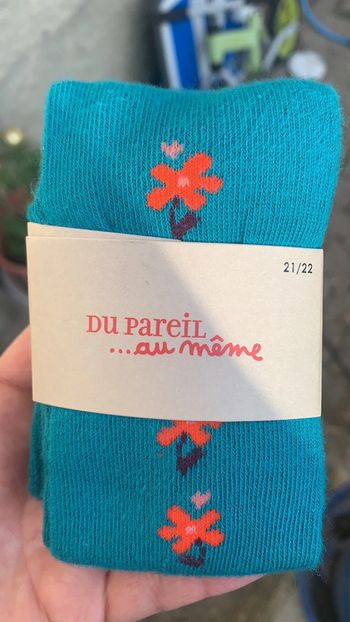 21/22
DU PAREIL
...au même